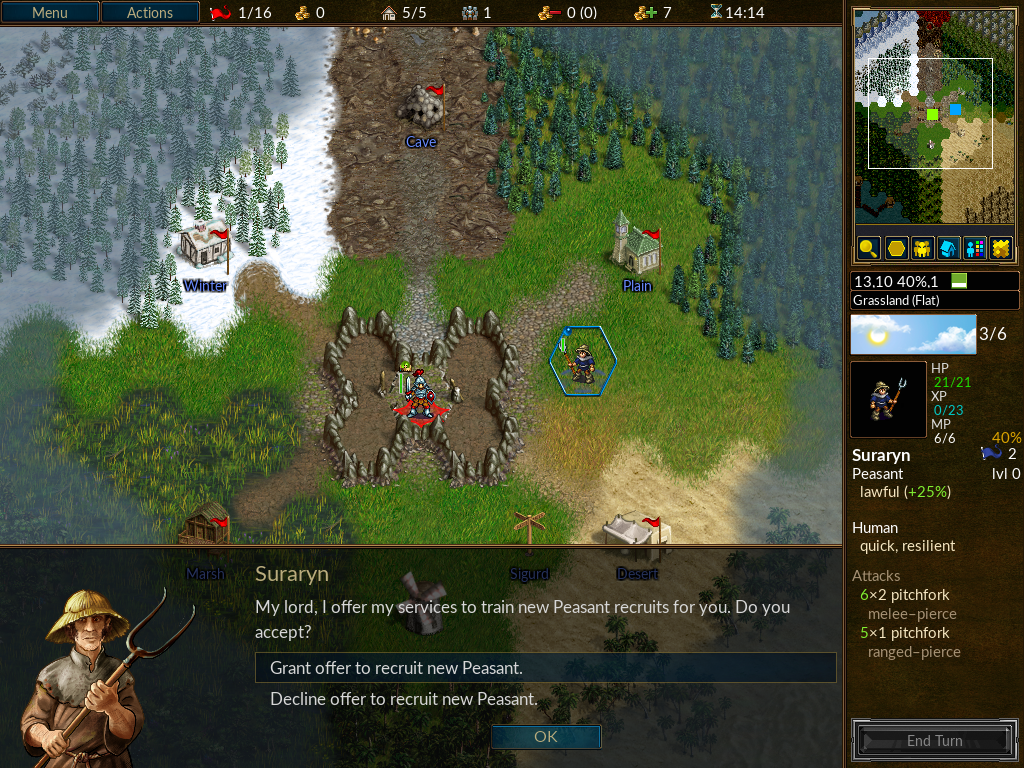 Menu
Actions
1/16
0
5/5
1
0 (0)
7
14:14
Cave
Winter
Plain
Marsh
Sigurd
Desert
13,10 40%,1
Grassland (Flat)
3/6
HP
21/21
XP
0/23
MP
6/6
40%
Suraryn
2
Peasant
lvl 0
lawful (+25%)
Human
quick, resilient
Attacks
6×2 pitchfork
melee–pierce
5×1 pitchfork
ranged–pierce
End Turn
Suraryn
My lord, I offer my services to train new Peasant recruits for you. Do you
accept?
Grant offer to recruit new Peasant.
Decline offer to recruit new Peasant.
OK